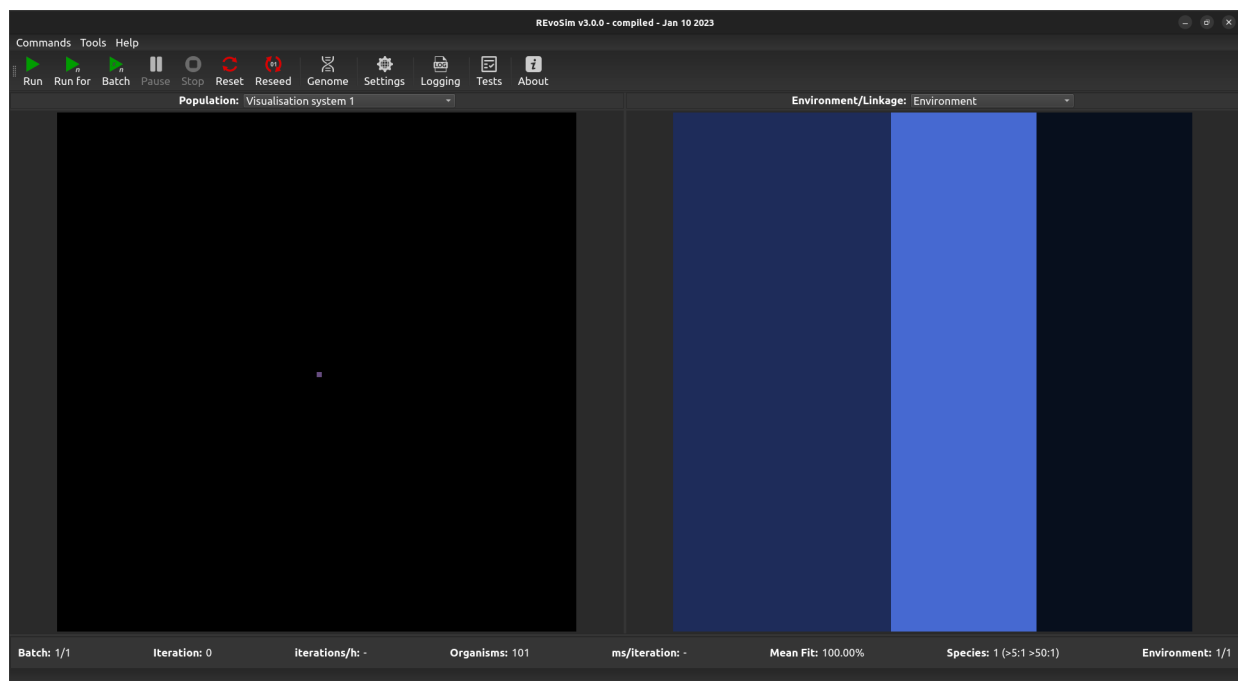 REvoSim v3.0.0 - compiled - Jan 10 2023
Commands Tools Help
Run Run for Batch Pause Stop Reset Reseed Genome Settings Logging Tests About
Population: Visualisation system 1 Environment/Linkage: Environment
Batch: 1/1 Iteration: 0 iterations/h: - Organisms: 101 ms/iteration: - Mean Fit: 100.00% Species: 1 (>5:1 >50:1) Environment: 1/1